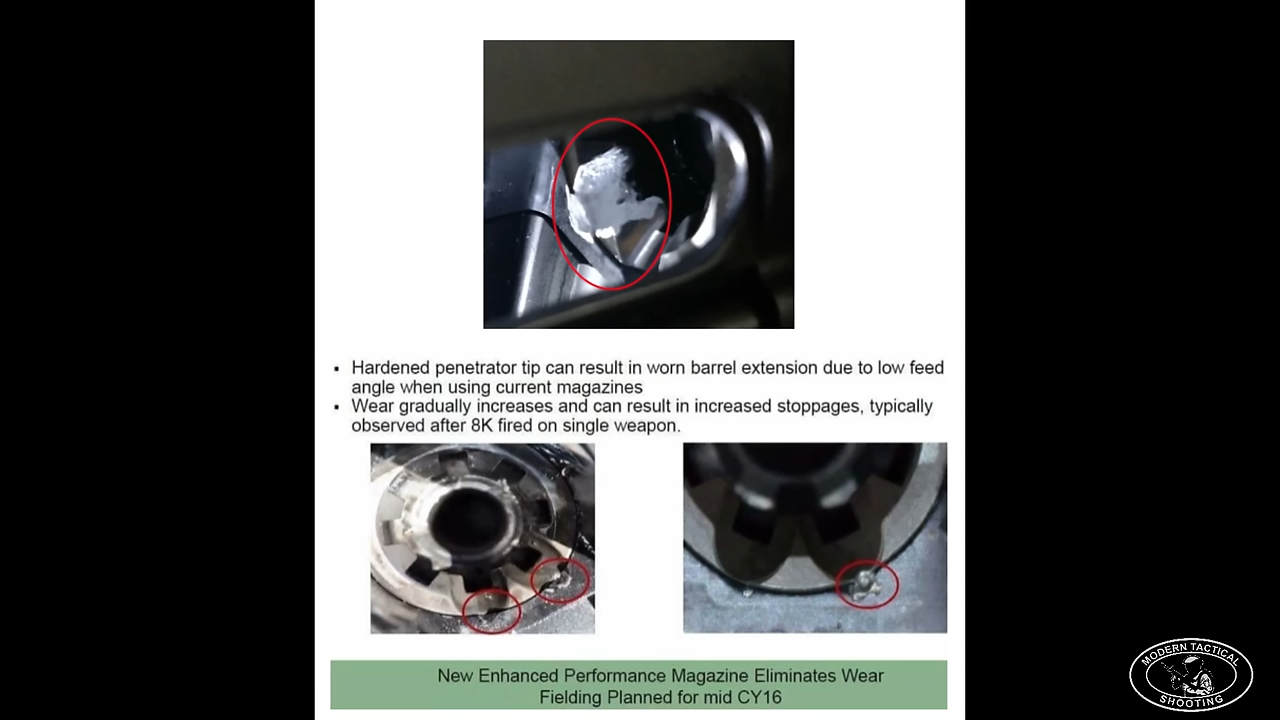 ▪ Hardened penetrator tip can result in worn barrel extension due to low feed
angle when using current magazines
▪ Wear gradually increases and can result in increased stoppages, typically
observed after 8K fired on single weapon.
New Enhanced Performance Magazine Eliminates Wear
Fielding Planned for mid CY16
MODERN TACTICAL
SHOOTING